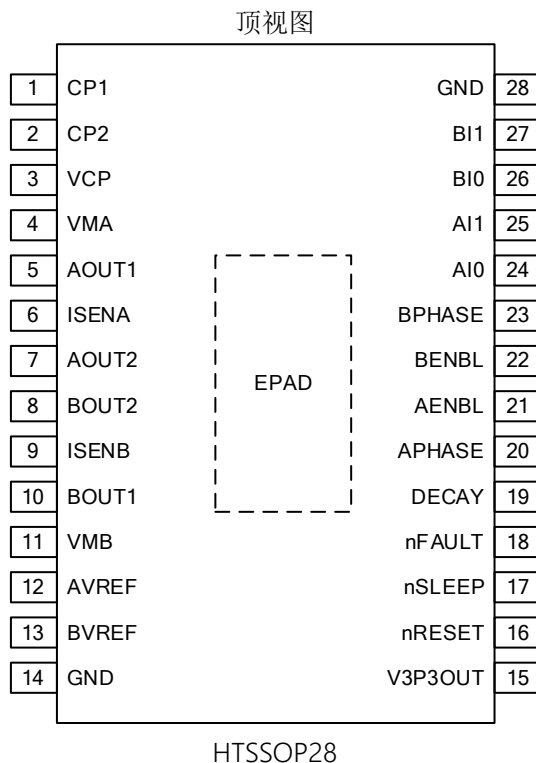 顶视图
1 CP1 GND 28
2 CP2 BI1 27
3 VCP BI0 26
4 VMA AI1 25
5 AOUT1 AI0 24
6 ISENA BPHASE 23
7 AOUT2 BENBL 22
EPAD
8 BOUT2 AENBL 21
9 ISENB APHASE 20
10 BOUT1 DECAY 19
11 VMB nFAULT 18
12 AVREF nSLEEP 17
13 BVREF nRESET 16
14 GND V3P3OUT 15
HTSSOP28